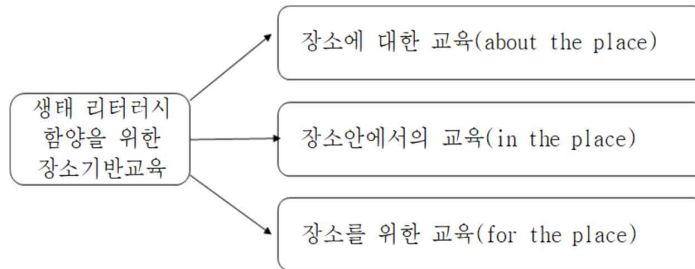 생태 리터러시
함양을 위한
장소기반교육
장소에 대한 교육(about the place)
장소안에서의 교육(in the place)
장소를 위한 교육(for the place)